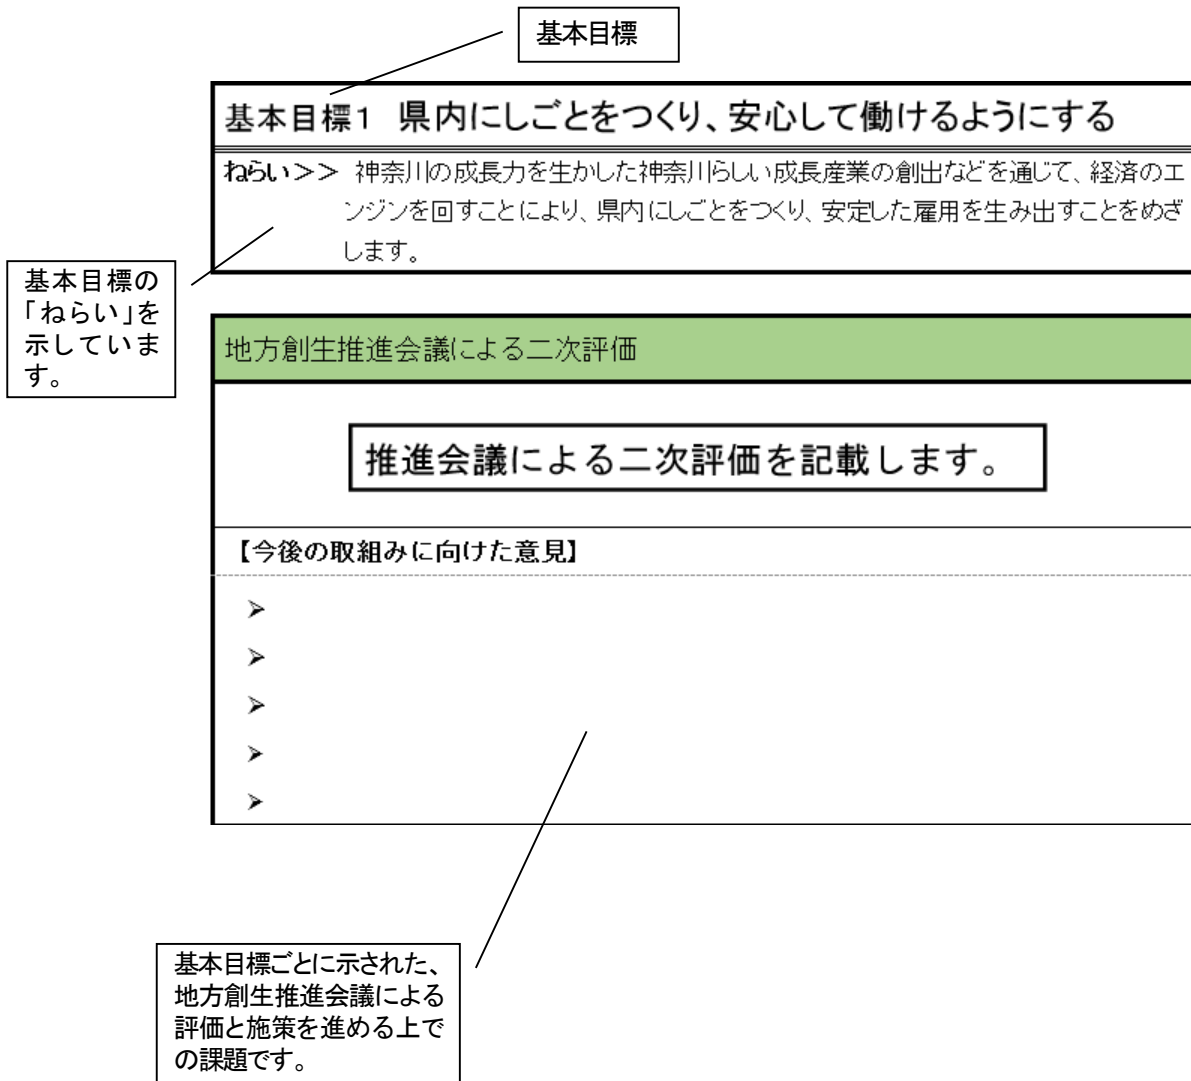 基本目標
基本目標1　県内にしごとをつくり、安心して働けるようにする
ねらい>>　神奈川の成長力を生かした神奈川らしい成長産業の創出などを通じて、経済のエ
ンジンを回すことにより、県内にしごとをつくり、安定した雇用を生み出すことをめざ
します。
基本目標の
「ねらい」を
示していま
す。
地方創生推進会議による二次評価
推進会議による二次評価を記載します。
【今後の取組みに向けた意見】
➢
➢
➢
➢
➢
基本目標ごとに示された、
地方創生推進会議による
評価と施策を進める上で
の課題です。